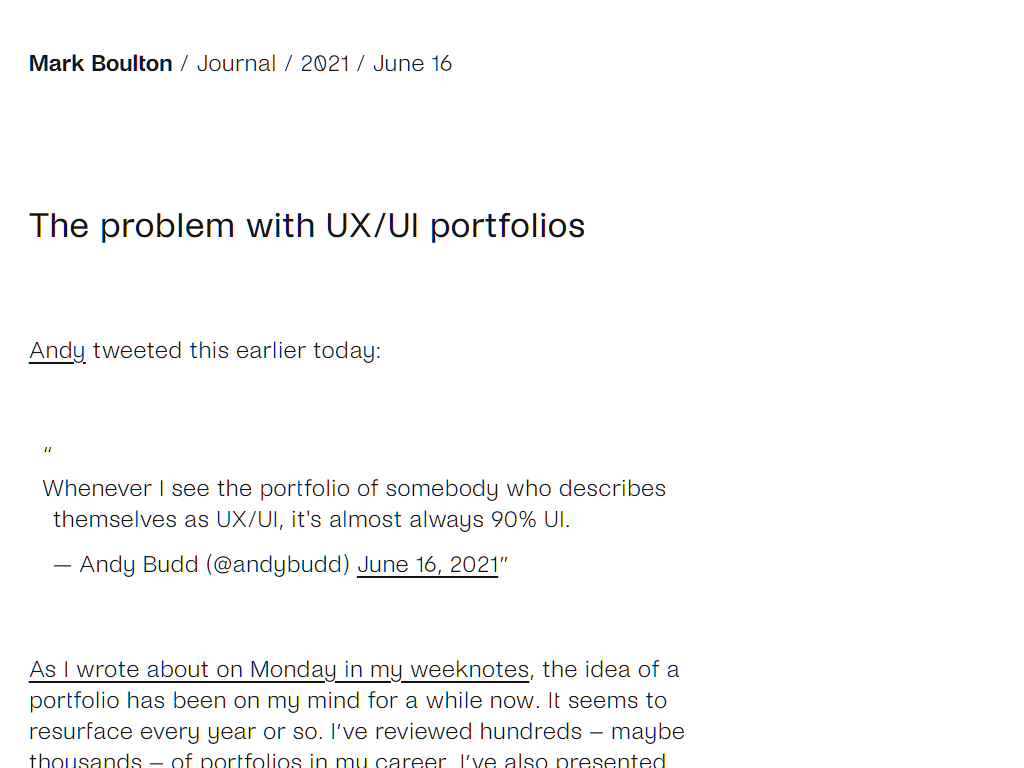 Mark Boulton / Journal / 2021 / June 16
The problem with UX/UI portfolios
Andy tweeted this earlier today:
“
Whenever I see the portfolio of somebody who describes
themselves as UX/UI, it's almost always 90% UI.
— Andy Budd (@andybudd) June 16, 2021”
As I wrote about on Monday in my weeknotes, the idea of a
portfolio has been on my mind for a while now. It seems to
resurface every year or so. I’ve reviewed hundreds – maybe
thousands – of portfolios in my career. I’ve also presented